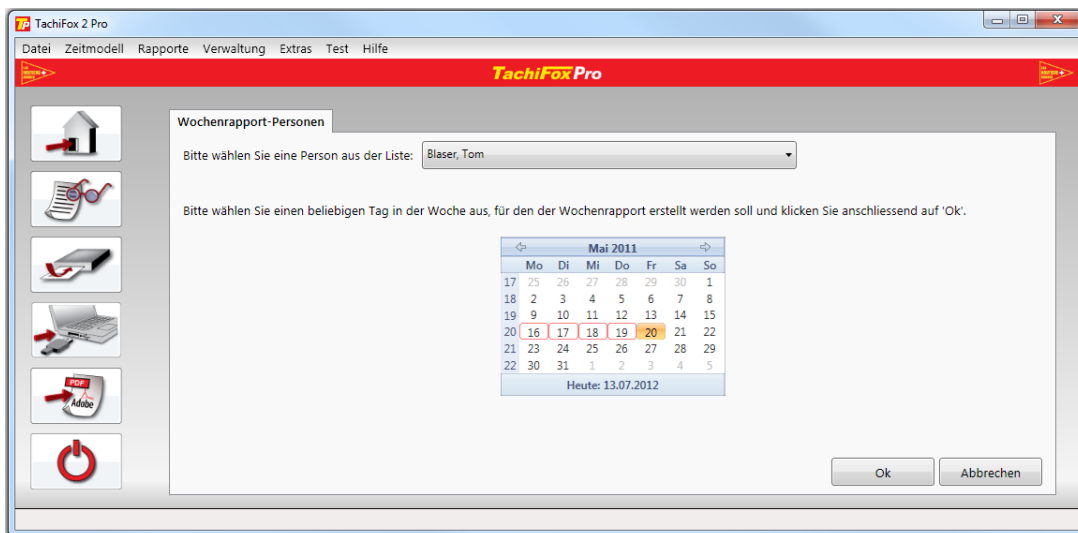 TachiFox 2 Pro
Datei Zeitmodell Rapporte Verwaltung Extras Test Hilfe
TachiFox Pro
Wochenrapport-Personen
Bitte wählen Sie eine Person aus der Liste: Blaser, Tom
Bitte wählen Sie einen beliebigen Tag in der Woche aus, für den der Wochenrapport erstellt werden soll und klicken Sie anschliessend auf 'Ok'.
Mai 2011
Mo Di Mi Do Fr Sa So
17 25 26 27 28 29 30 1
18 2 3 4 5 6 7 8
19 9 10 11 12 13 14 15
20 16 17 18 19 20 21 22
21 23 24 25 26 27 28 29
22 30 31 1 2 3 4 5
Heute: 13.07.2012
PDF
Adobe
Ok Abbrechen